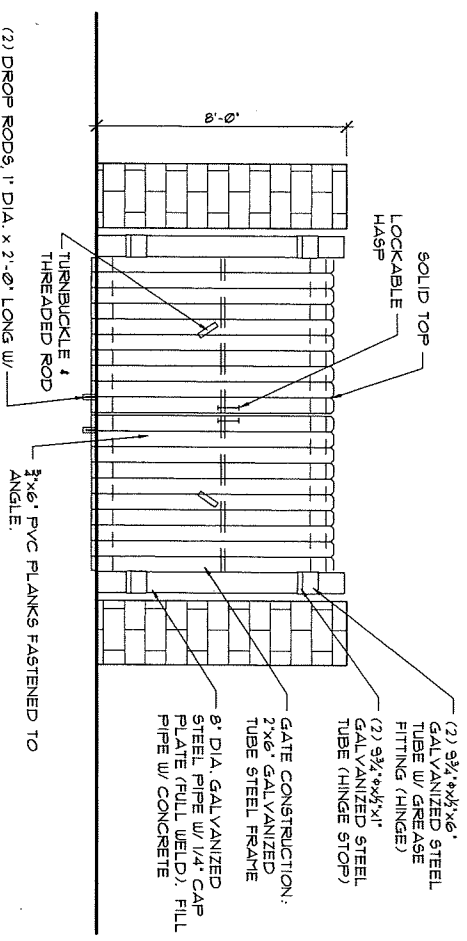 SOLID TOP
LOCKABLE
HASP
8'-0"
TURNBUCKLE &
THREADED ROD
(2) DROP RODS, 1" DIA. x 2'-0" LONG W/
3/4"x6" PVC PLANKS FASTENED TO
ANGLE.
(2) 9 3/4"φx1/2"x6"
GALVANIZED STEEL
TUBE W/ GREASE
FITTING (HINGE)
(2) 9 3/4"φx1/2"x1"
GALVANIZED STEEL
TUBE (HINGE STOP)
GATE CONSTRUCTION:
2"x6" GALVANIZED
TUBE STEEL FRAME
8" DIA. GALVANIZED
STEEL PIPE W/ 1/4" CAP
PLATE (FULL WELD). FILL
PIPE W/ CONCRETE